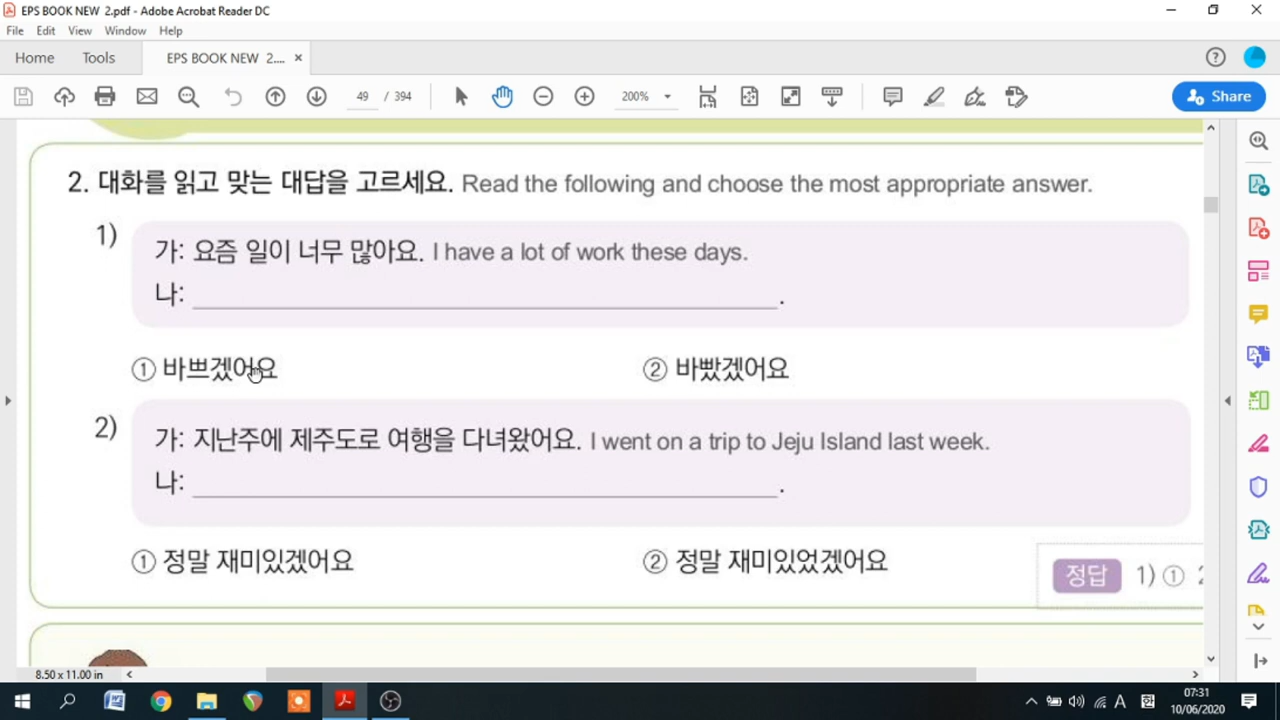 EPS BOOK NEW 2.pdf - Adobe Acrobat Reader DC
File Edit View Window Help
Home Tools EPS BOOK NEW 2.... ×
49 / 394 200% Share
2. 대화를 읽고 맞는 대답을 고르세요. Read the following and choose the most appropriate answer.
1)
가: 요즘 일이 너무 많아요. I have a lot of work these days.
나: .
① 바쁘겠어요 ② 바빴겠어요
2)
가: 지난주에 제주도로 여행을 다녀왔어요. I went on a trip to Jeju Island last week.
나: .
① 정말 재미있겠어요 ② 정말 재미있었겠어요
정답 1) ①
8.50 x 11.00 in
A 한 07:31
10/06/2020